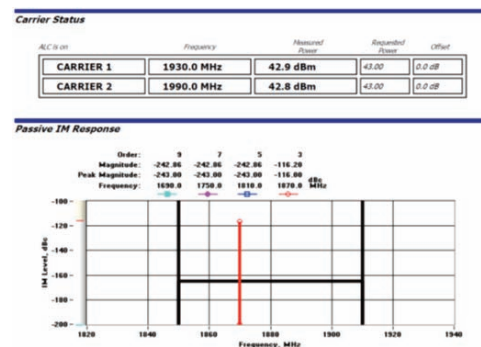 Carrier Status
ALC is on Frequency Measured Power Requested Power Offset
CARRIER 1 1930.0 MHz 42.9 dBm 43.00 0.0 dB
CARRIER 2 1990.0 MHz 42.8 dBm 43.00 0.0 dB
Passive IM Response
Order: 9 7 5 3
Magnitude: -242.86 -242.86 -242.86 -116.20 dBc
Peak Magnitude: -243.00 -243.00 -243.00 -116.00
Frequency: 1690.0 1750.0 1810.0 1870.0 MHz
IM Level, dBc
-100
-120
-140
-160
-180
-200
1820 1840 1860 1880 1900 1920 1940
Frequency, MHz